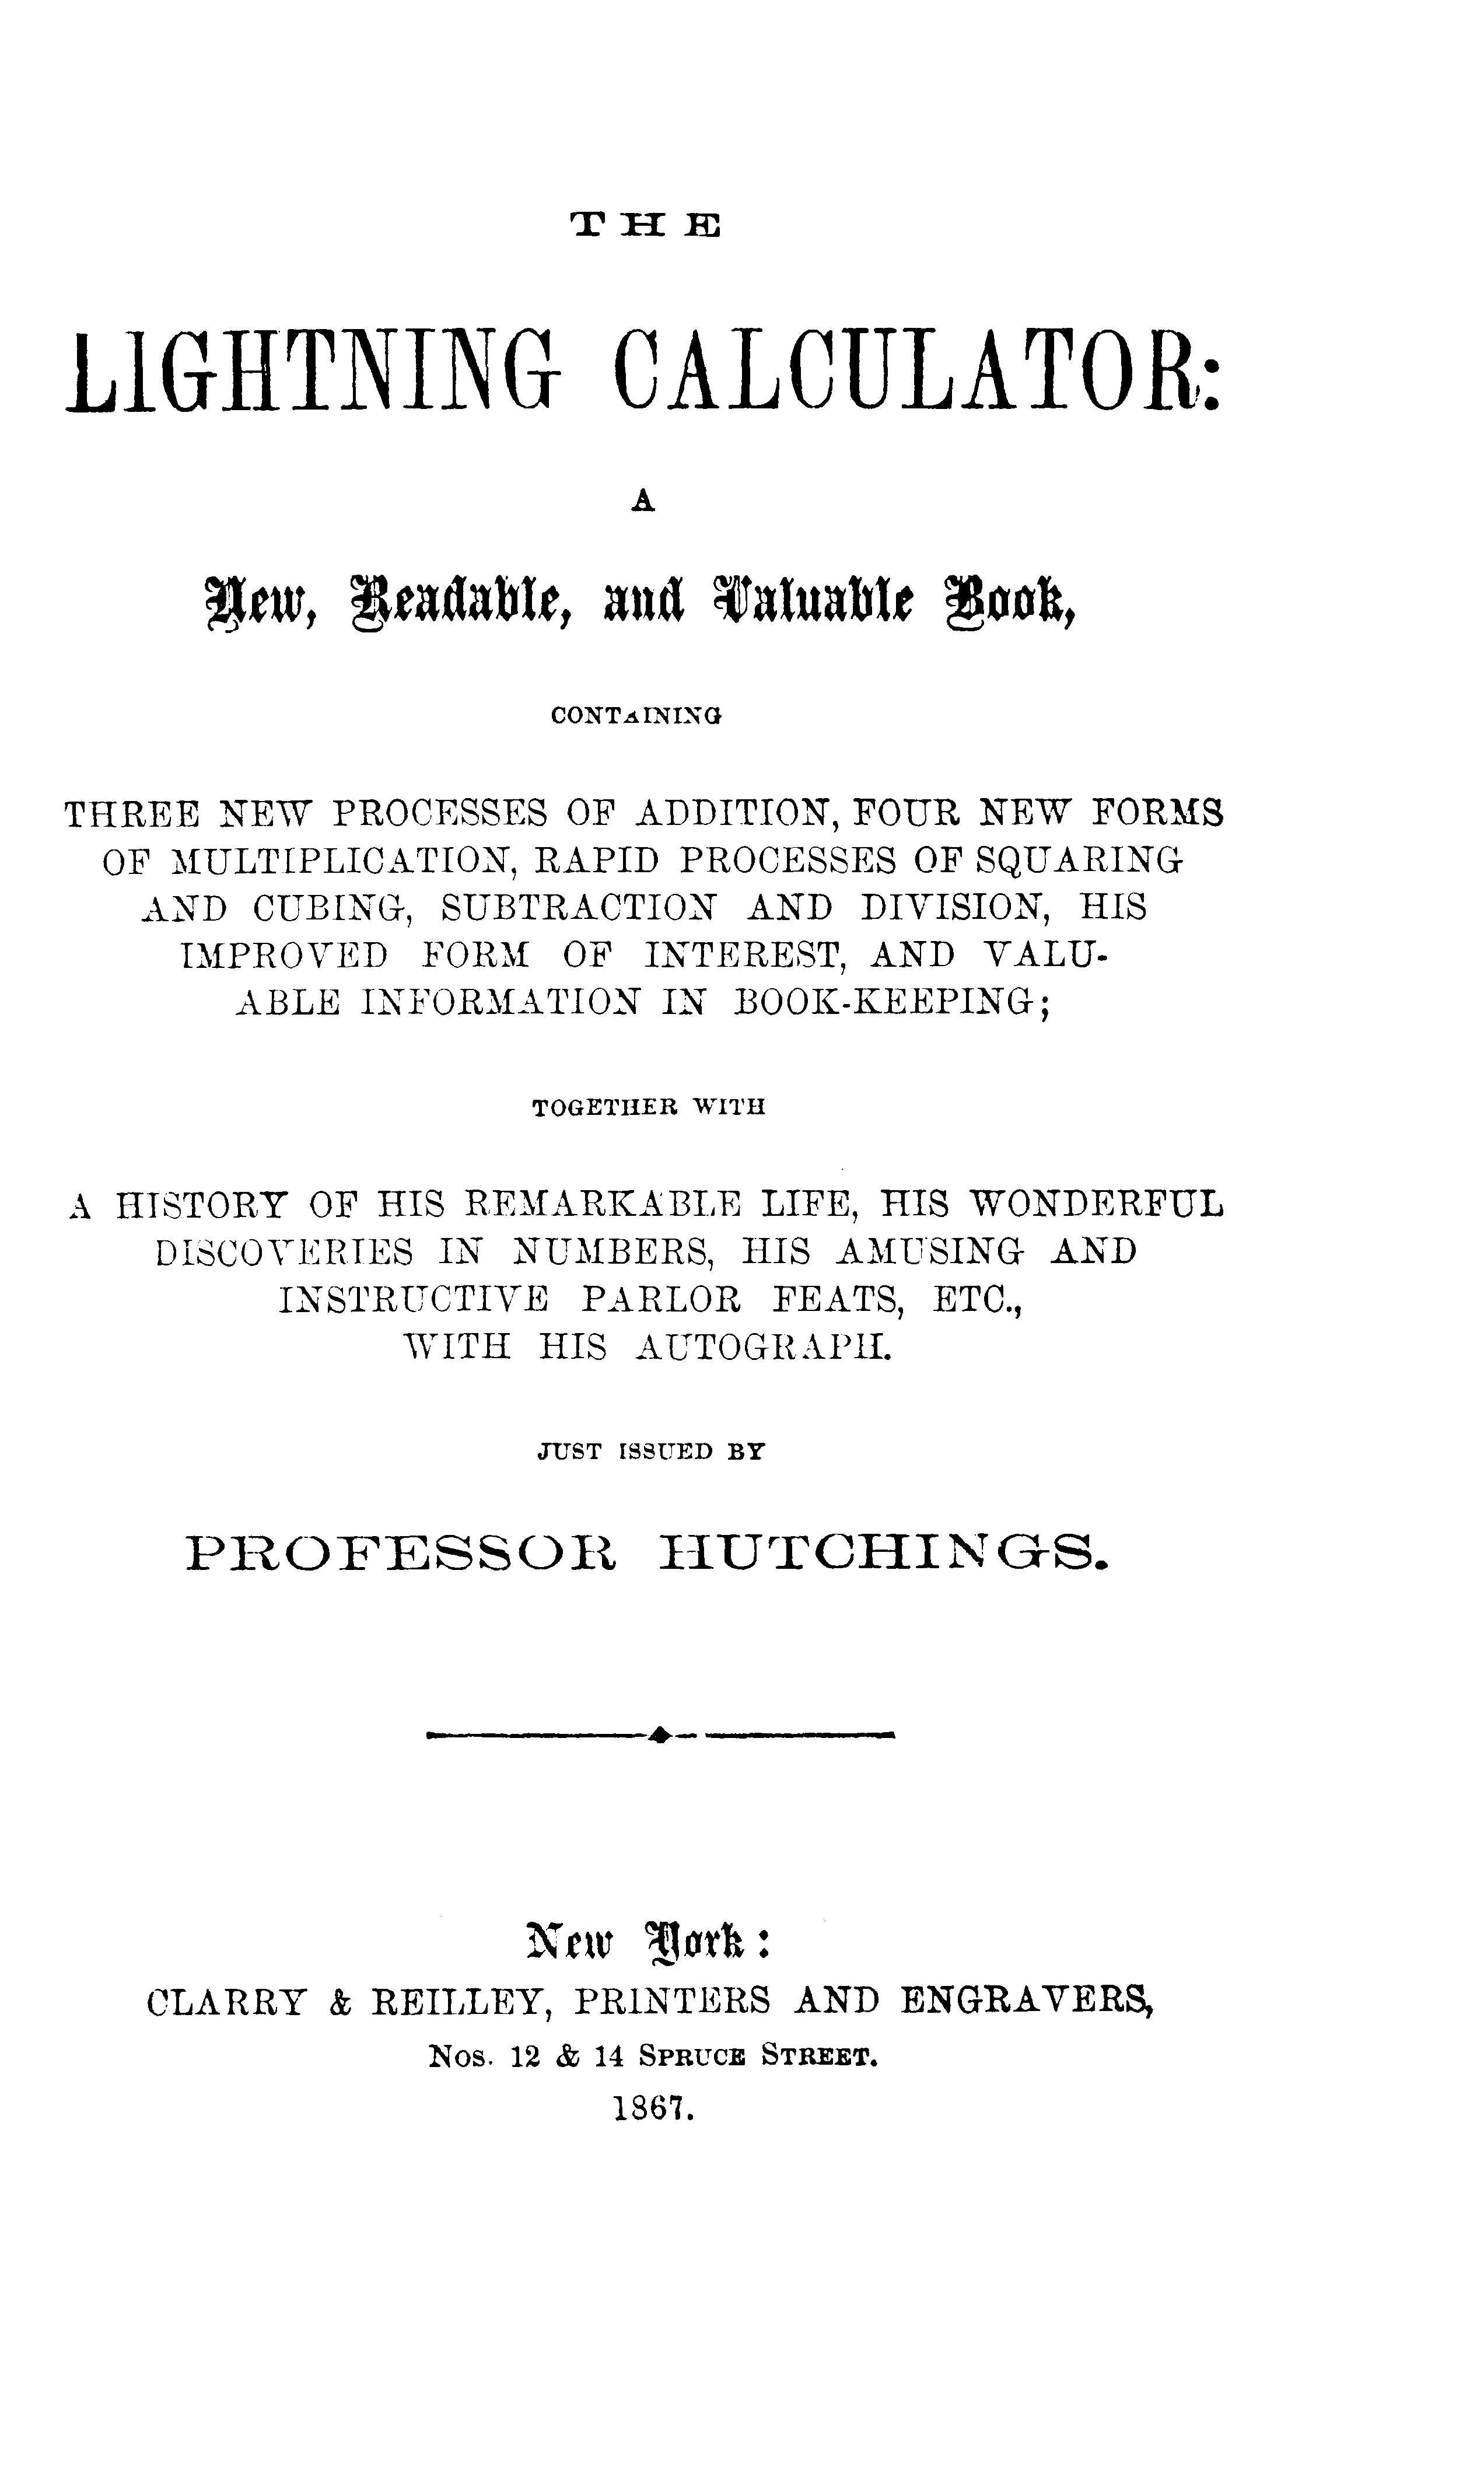 THE
LIGHTNING CALCULATOR:
A
New, Readable, and Valuable Book,
CONTAINING
THREE NEW PROCESSES OF ADDITION, FOUR NEW FORMS
OF MULTIPLICATION, RAPID PROCESSES OF SQUARING
AND CUBING, SUBTRACTION AND DIVISION, HIS
IMPROVED FORM OF INTEREST, AND VALU-
ABLE INFORMATION IN BOOK-KEEPING;
TOGETHER WITH
A HISTORY OF HIS REMARKABLE LIFE, HIS WONDERFUL
DISCOVERIES IN NUMBERS, HIS AMUSING AND
INSTRUCTIVE PARLOR FEATS, ETC.,
WITH HIS AUTOGRAPH.
JUST ISSUED BY
PROFESSOR HUTCHINGS.
New York:
CLARRY & REILLEY, PRINTERS AND ENGRAVERS,
Nos. 12 & 14 Spruce Street.
1867.